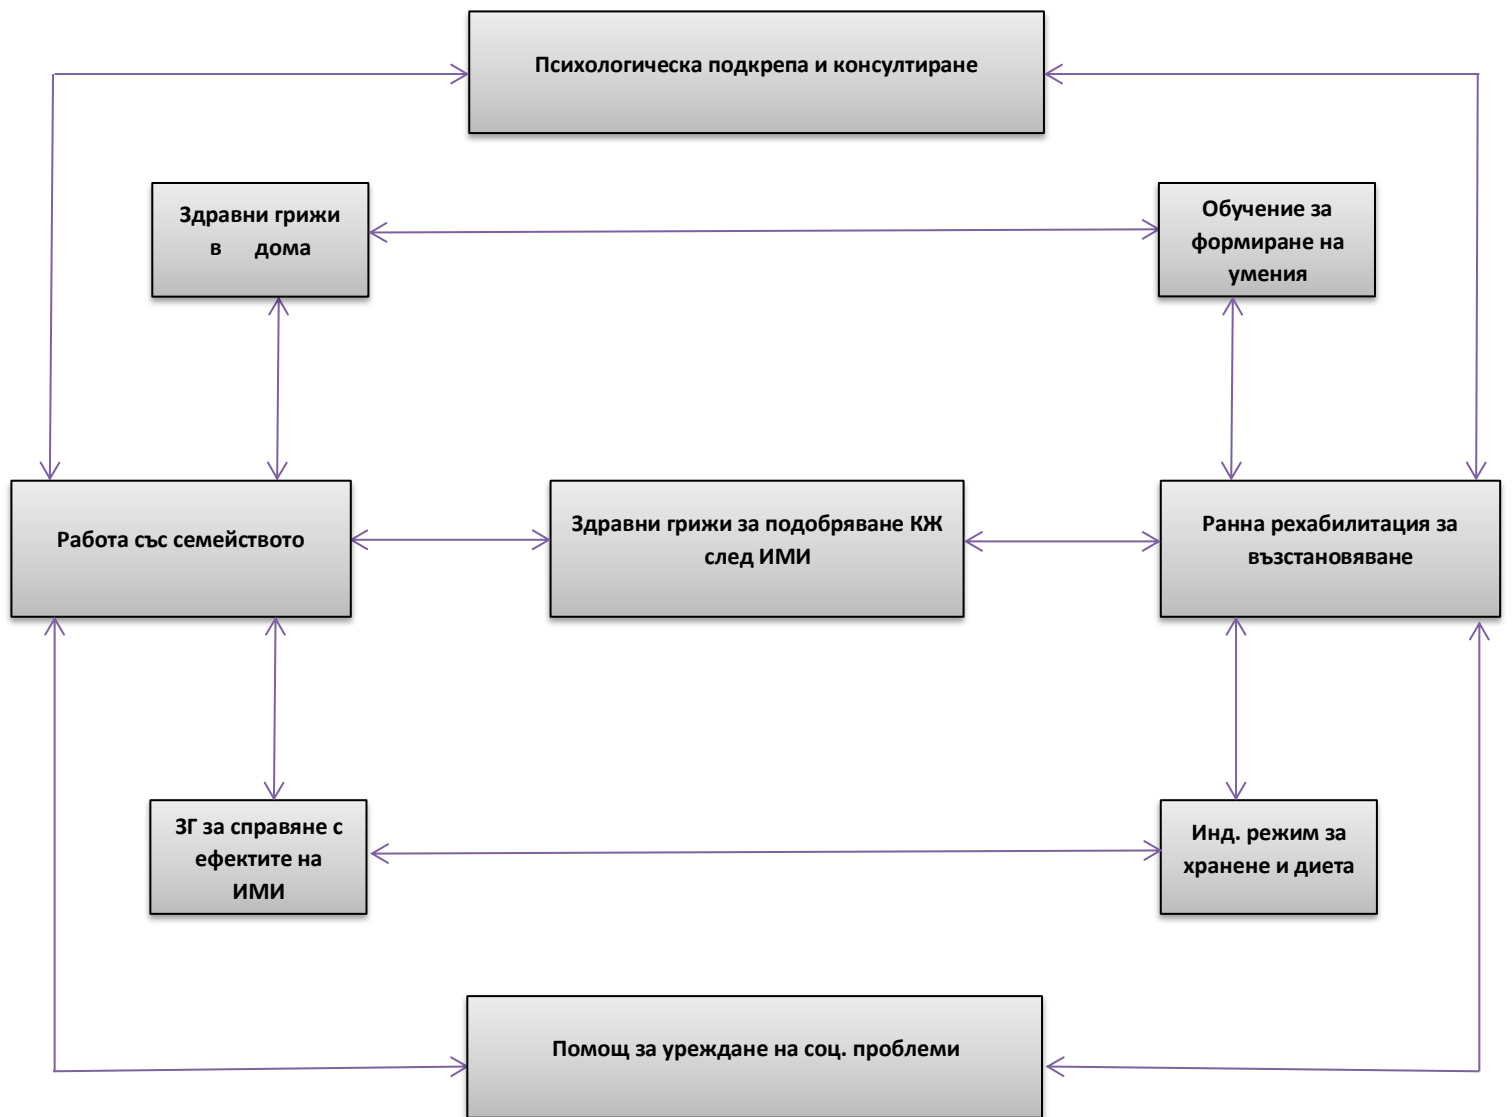 Психологическа подкрепа и консултиране
Здравни грижи
в дома
Обучение за
формиране на
умения
Работа със семейството
Здравни грижи за подобряване КЖ
след ИМИ
Ранна рехабилитация за
възстановяване
ЗГ за справяне с
ефектите на
ИМИ
Инд. режим за
хранене и диета
Помощ за уреждане на соц. проблеми